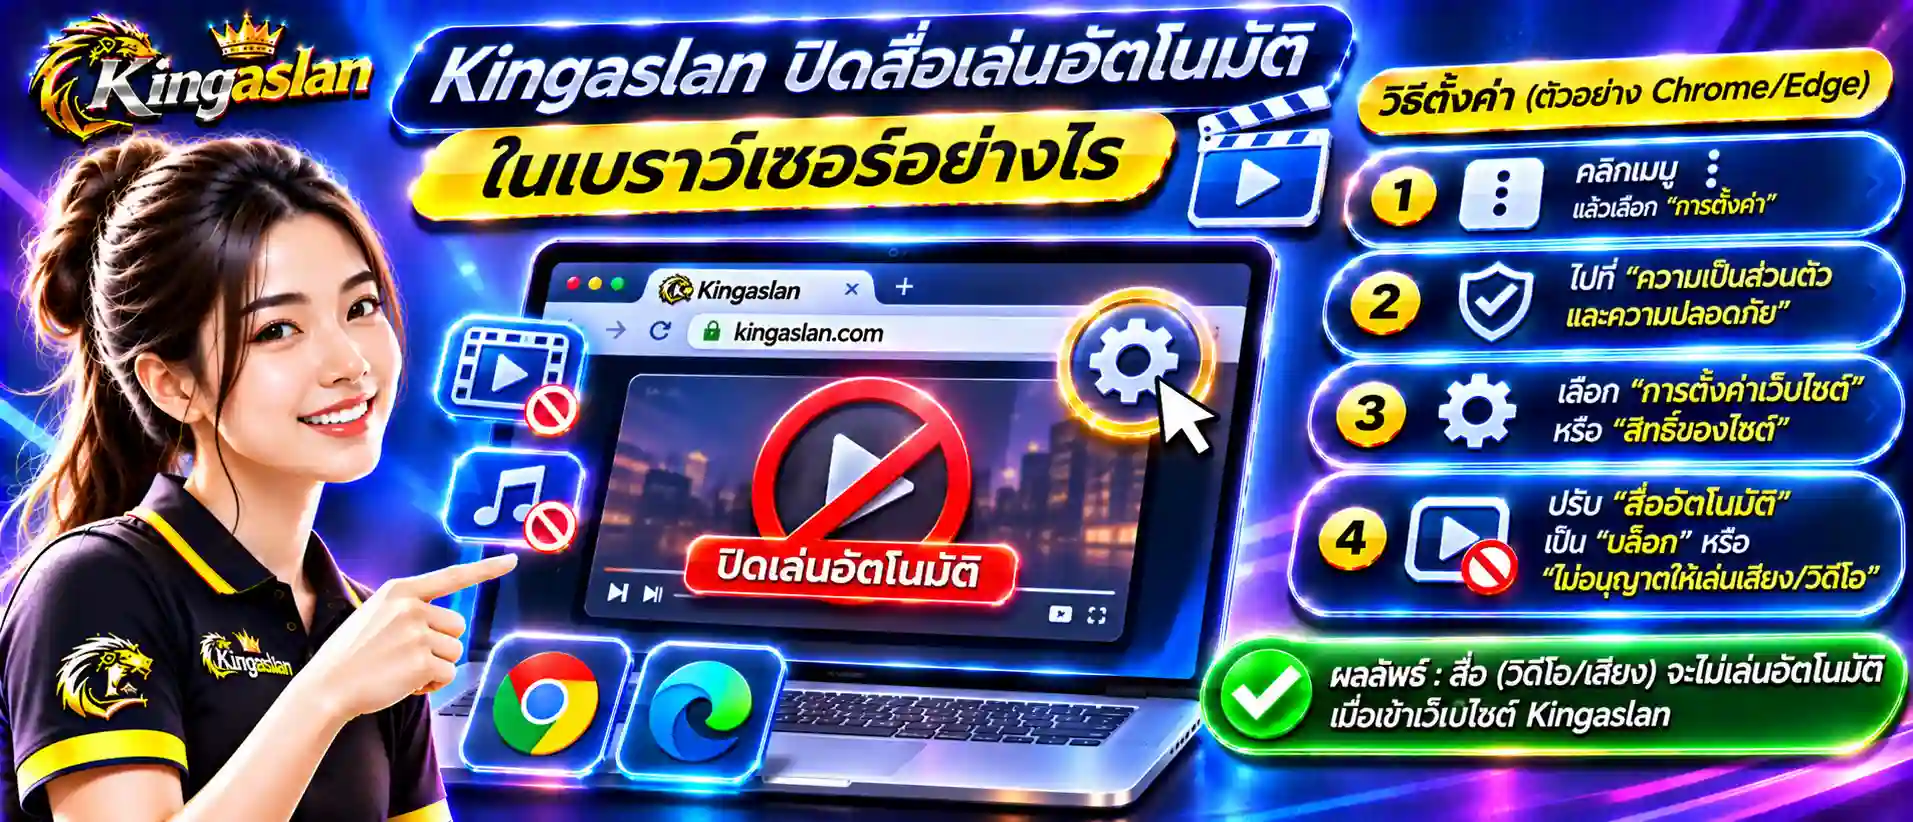 Kingaslan
Kingaslan ปิดสื่อเล่นอัตโนมัติ
ในเบราว์เซอร์อย่างไร
Kingaslan
kingaslan.com
ปิดเล่นอัตโนมัติ
Kingaslan
วิธีตั้งค่า (ตัวอย่าง Chrome/Edge)
1
คลิกเมนู ⋮
แล้วเลือก “การตั้งค่า”
2
ไปที่ “ความเป็นส่วนตัว
และความปลอดภัย”
3
เลือก “การตั้งค่าเว็บไซต์”
หรือ “สิทธิ์ของไซต์”
4
ปรับ “สื่ออัตโนมัติ”
เป็น “บล็อก” หรือ
“ไม่อนุญาตให้เล่นเสียง/วิดีโอ”
ผลลัพธ์ : สื่อ (วิดีโอ/เสียง) จะไม่เล่นอัตโนมัติ
เมื่อเข้าเว็บไซต์ Kingaslan